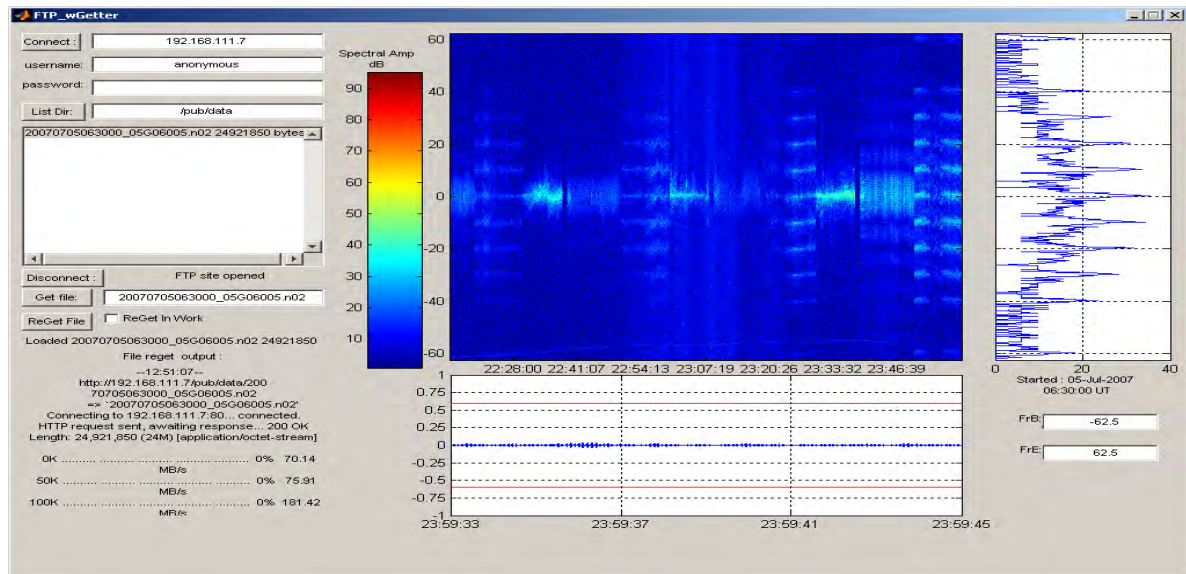 FTP_wGetter
Connect : 192.168.111.7
username: anonymous
password:
List Dir: /pub/data
20070705063000_05G06005.n02 24921850 bytes
Disconnect : FTP site opened
Get file: 20070705063000_05G06005.n02
ReGet File ReGet In Work
Loaded 20070705063000_05G06005.n02 24921850
File reget output :
--12:51:07--
http://192.168.111.7/pub/data/200
70705063000_05G06005.n02
=> `20070705063000_05G06005.n02'
Connecting to 192.168.111.7:80... connected.
HTTP request sent, awaiting response... 200 OK
Length: 24,921,850 (24M) [application/octet-stream]
0K .......... .......... .......... .......... .......... 0% 70.14
MB/s
50K .......... .......... .......... .......... .......... 0% 75.91
MB/s
100K .......... .......... .......... .......... .......... 0% 181.42
MB/s
Spectral Amp
dB
90
80
70
60
50
40
30
20
10
60
40
20
0
-20
-40
-60
22:28:00 22:41:07 22:54:13 23:07:19 23:20:26 23:33:32 23:46:39
1
0.75
0.5
0.25
0
-0.25
-0.5
-0.75
-1
23:59:33 23:59:37 23:59:41 23:59:45
0 20 40
Started : 05-Jul-2007
06:30:00 UT
FrB: -62.5
FrE: 62.5